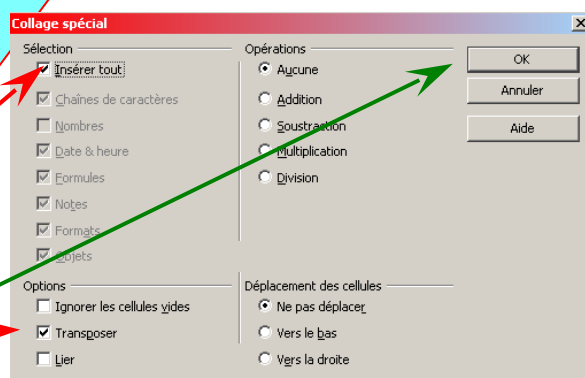 Collage spécial
Sélection
Insérer tout
Chaînes de caractères
Nombres
Date & heure
Formules
Notes
Formats
Objets
Opérations
Aucune
Addition
Soustraction
Multiplication
Division
OK
Annuler
Aide
Options
Ignorer les cellules vides
Transposer
Lier
Déplacement des cellules
Ne pas déplacer
Vers le bas
Vers la droite